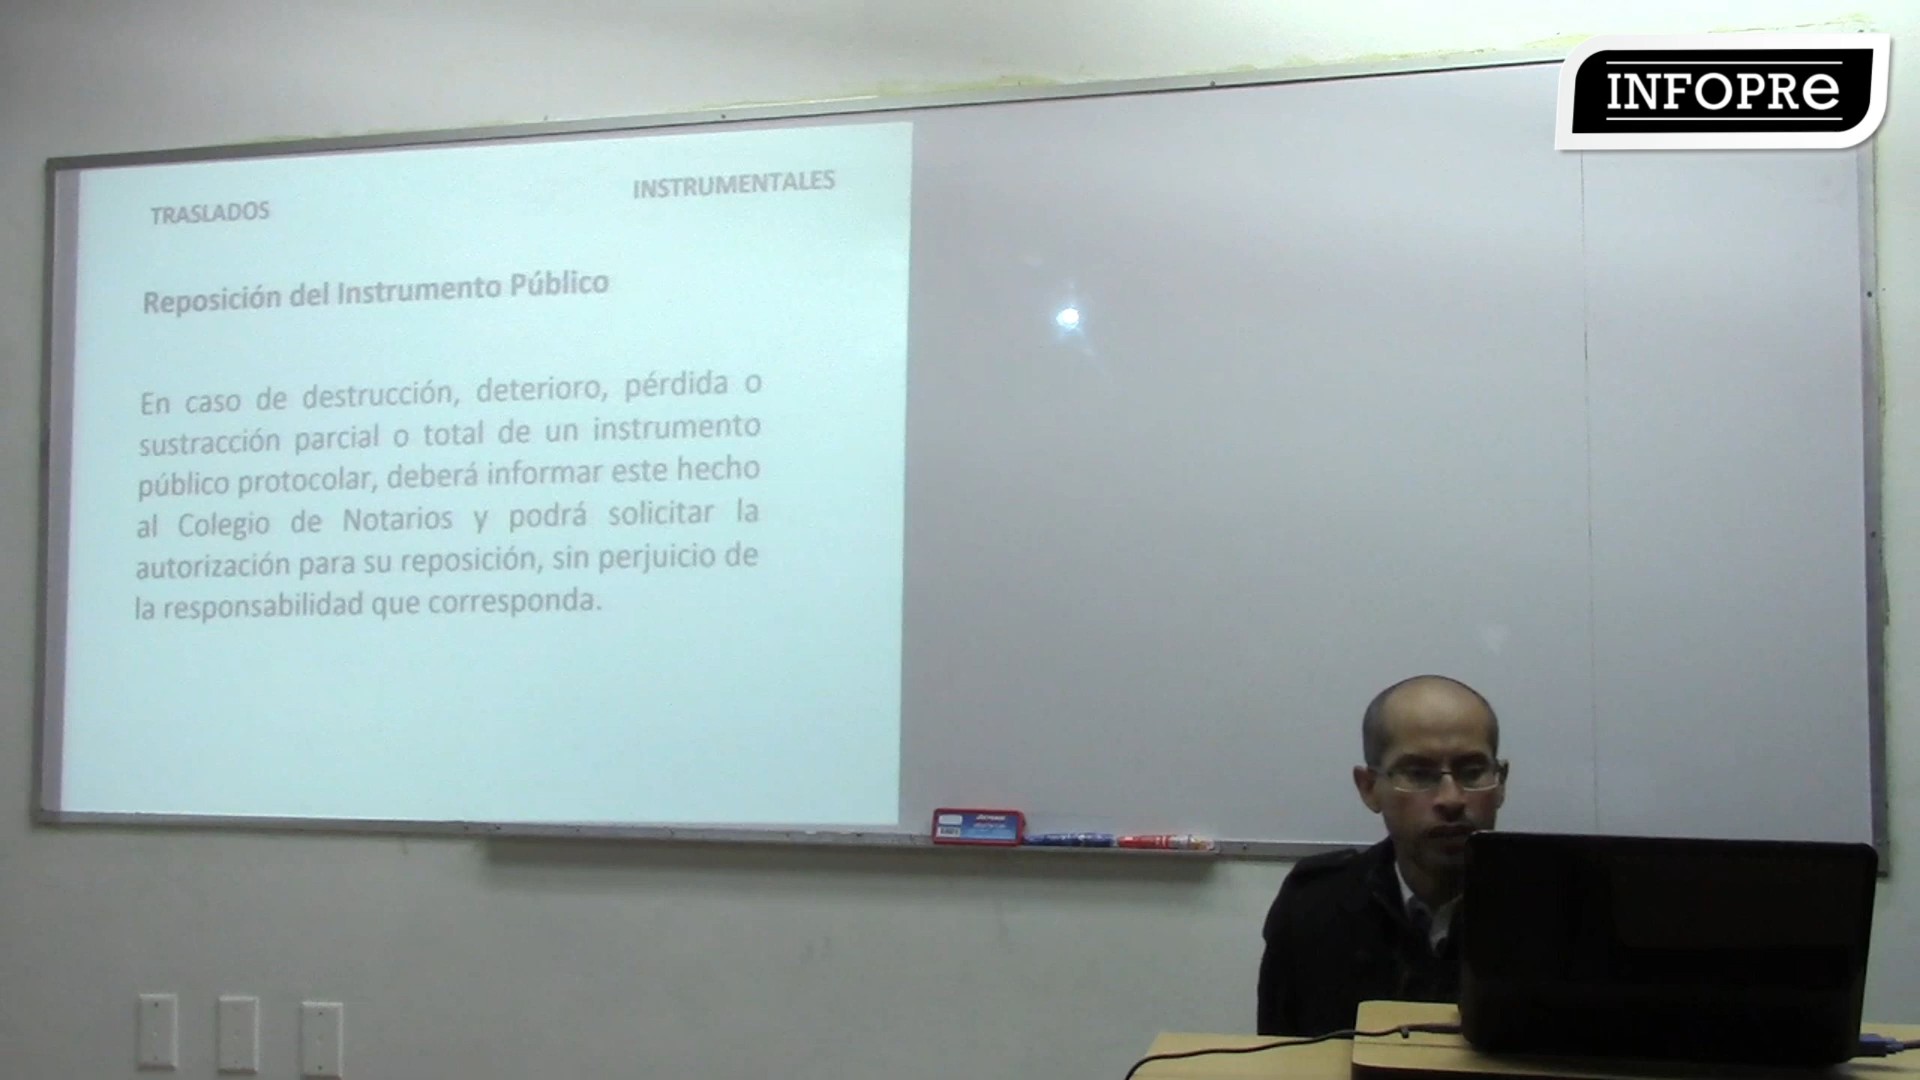 INFOPRe
TRASLADOS INSTRUMENTALES
Reposición del Instrumento Público
En caso de destrucción, deterioro, pérdida o
sustracción parcial o total de un instrumento
público protocolar, deberá informar este hecho
al Colegio de Notarios y podrá solicitar la
autorización para su reposición, sin perjuicio de
la responsabilidad que corresponda.